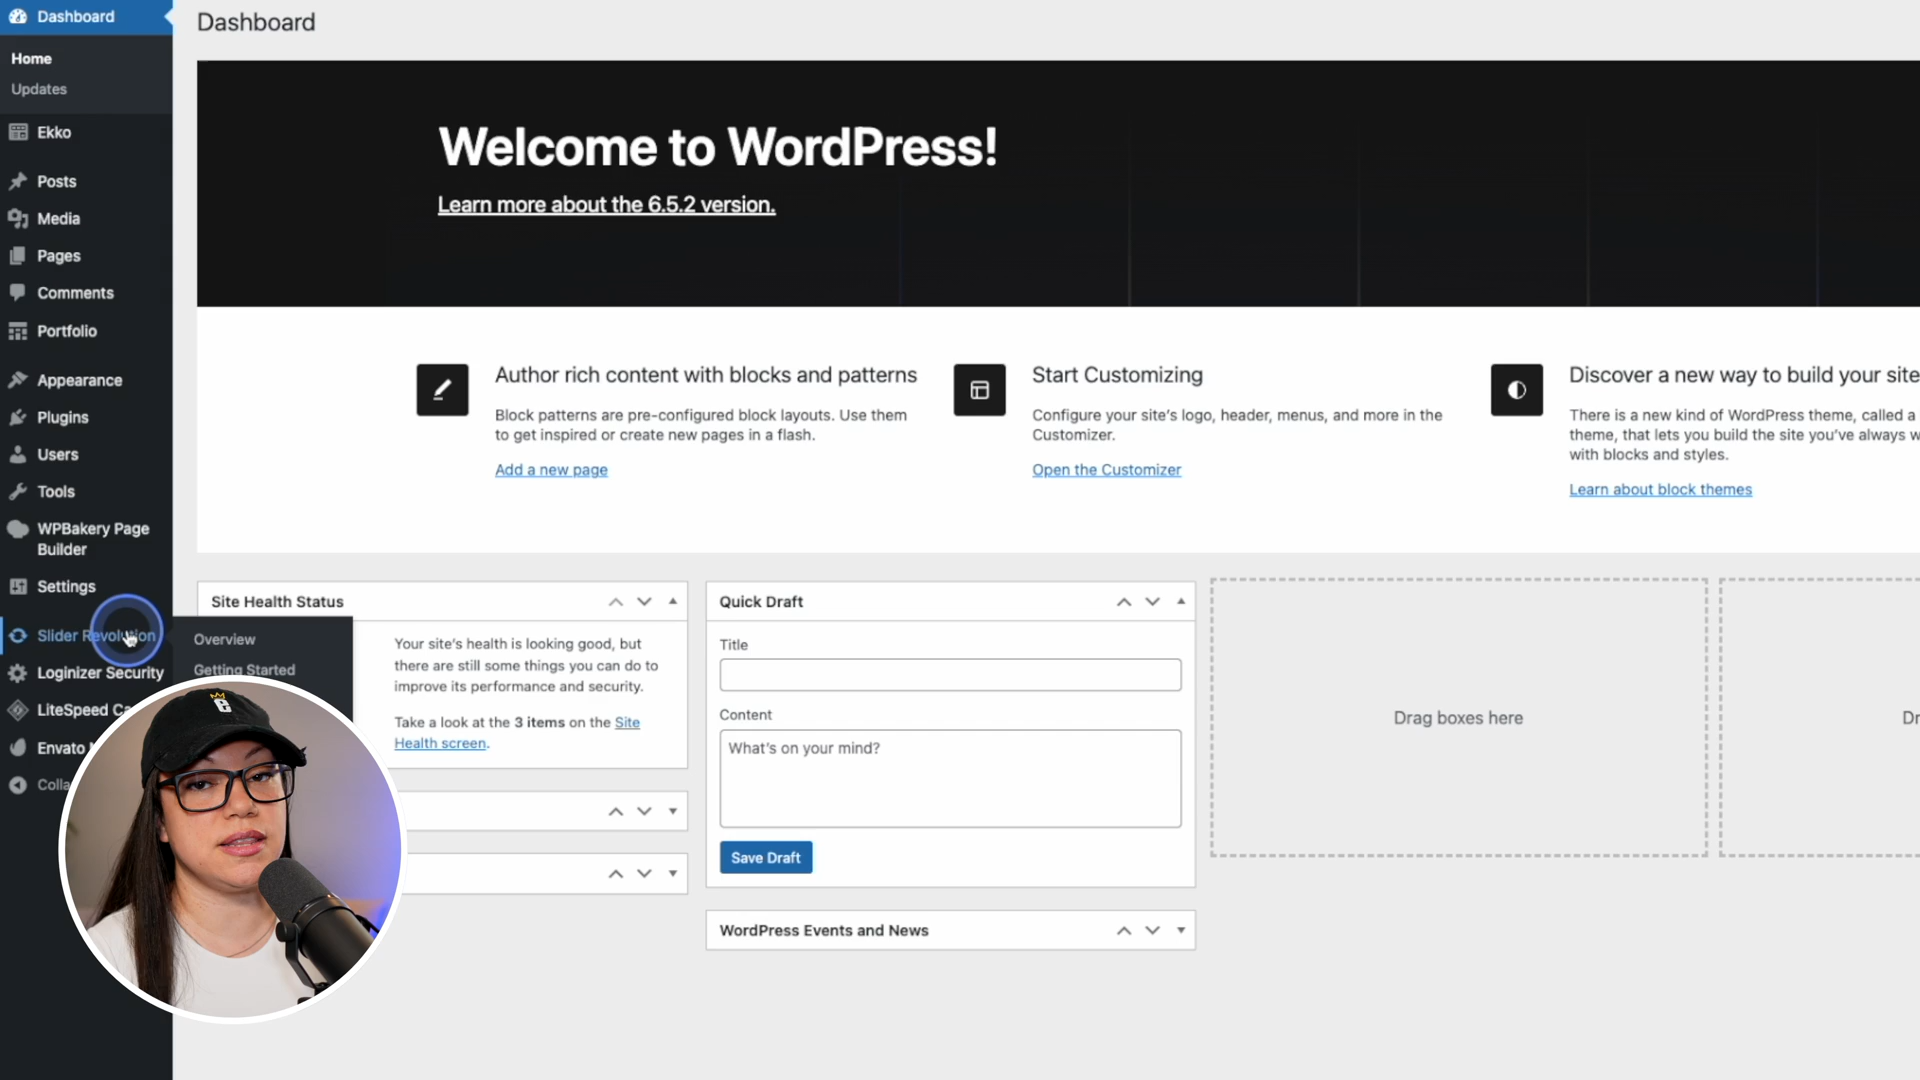 Dashboard
Home
Updates
Ekko
Posts
Media
Pages
Comments
Portfolio
Appearance
Plugins
Users
Tools
WPBakery Page
Builder
Settings
Slider Revolution
Loginizer Security
LiteSpeed Ca
Envato
Colla
Overview
Getting Started
Dashboard
Welcome to WordPress!
Learn more about the 6.5.2 version.
Author rich content with blocks and patterns
Block patterns are pre-configured block layouts. Use them
to get inspired or create new pages in a flash.
Add a new page
Start Customizing
Configure your site's logo, header, menus, and more in the
Customizer.
Open the Customizer
Discover a new way to build your site
There is a new kind of WordPress theme, called a
theme, that lets you build the site you've always w
with blocks and styles.
Learn about block themes
Site Health Status
Your site's health is looking good, but
there are still some things you can do to
improve its performance and security.
Take a look at the 3 items on the Site
Health screen.
Quick Draft
Title
Content
What's on your mind?
Save Draft
WordPress Events and News
Drag boxes here
Dr